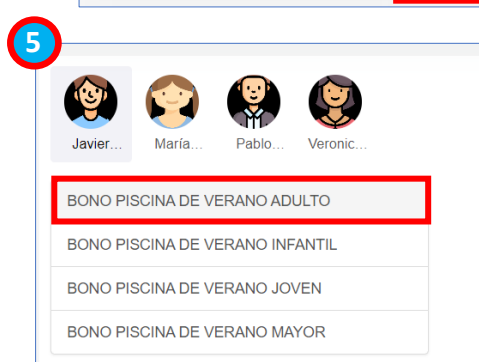 5
Javier... María... Pablo... Veronic...
BONO PISCINA DE VERANO ADULTO
BONO PISCINA DE VERANO INFANTIL
BONO PISCINA DE VERANO JOVEN
BONO PISCINA DE VERANO MAYOR